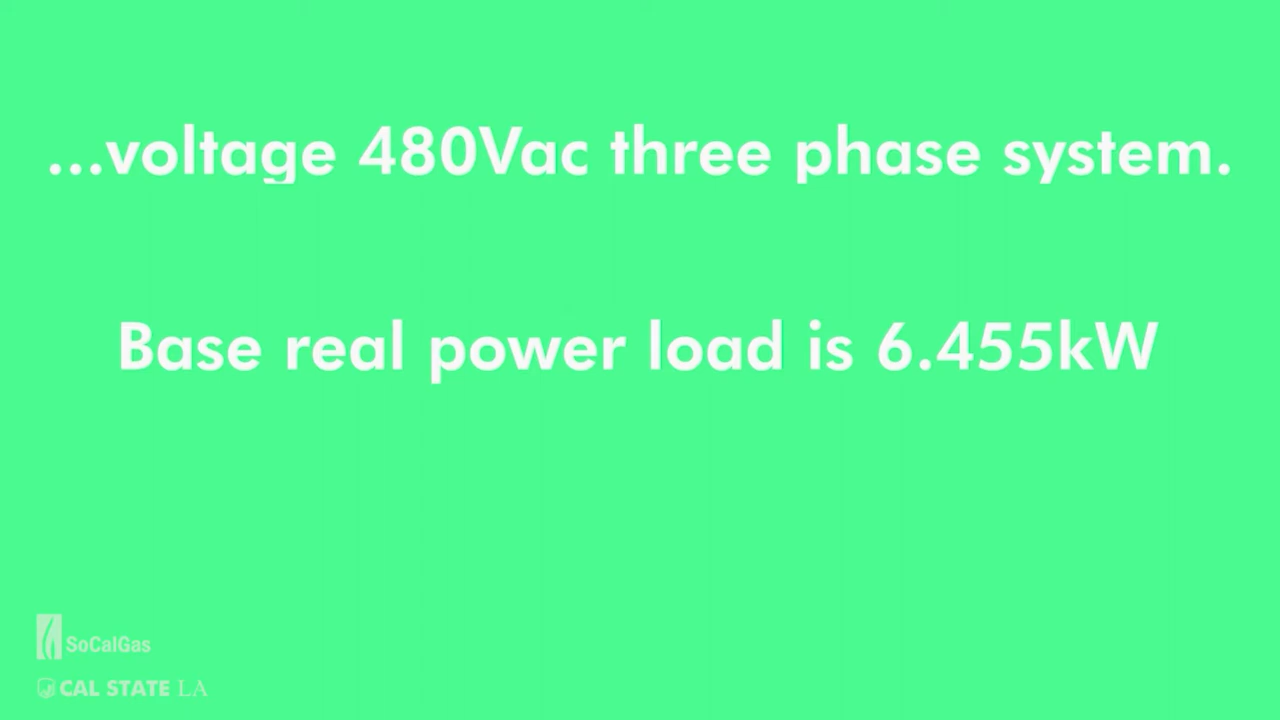 ...voltage 480Vac three phase system.
Base real power load is 6.455kW
SoCalGas
CAL STATE LA